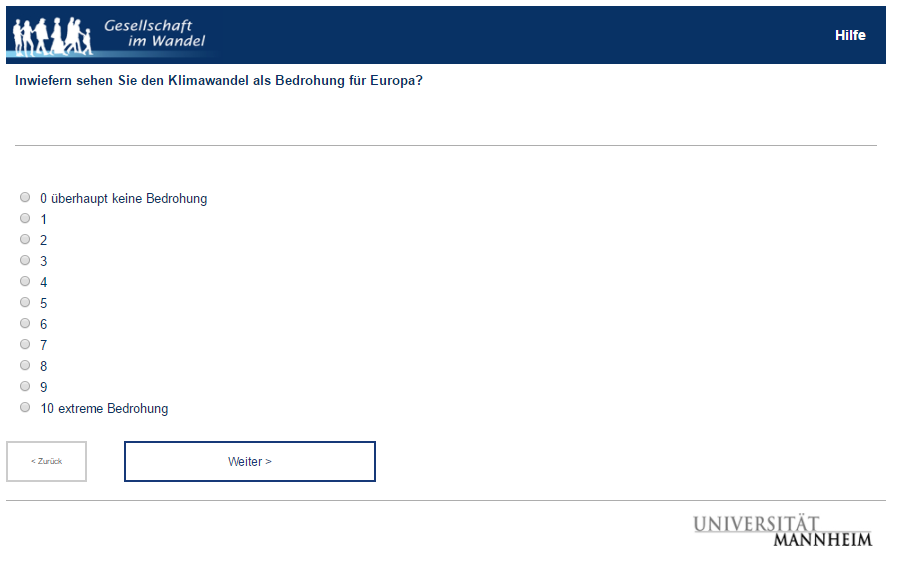 Gesellschaft
im Wandel
Hilfe
Inwiefern sehen Sie den Klimawandel als Bedrohung für Europa?
0 überhaupt keine Bedrohung
1
2
3
4
5
6
7
8
9
10 extreme Bedrohung
< Zurück
Weiter >
UNIVERSITÄT
MANNHEIM